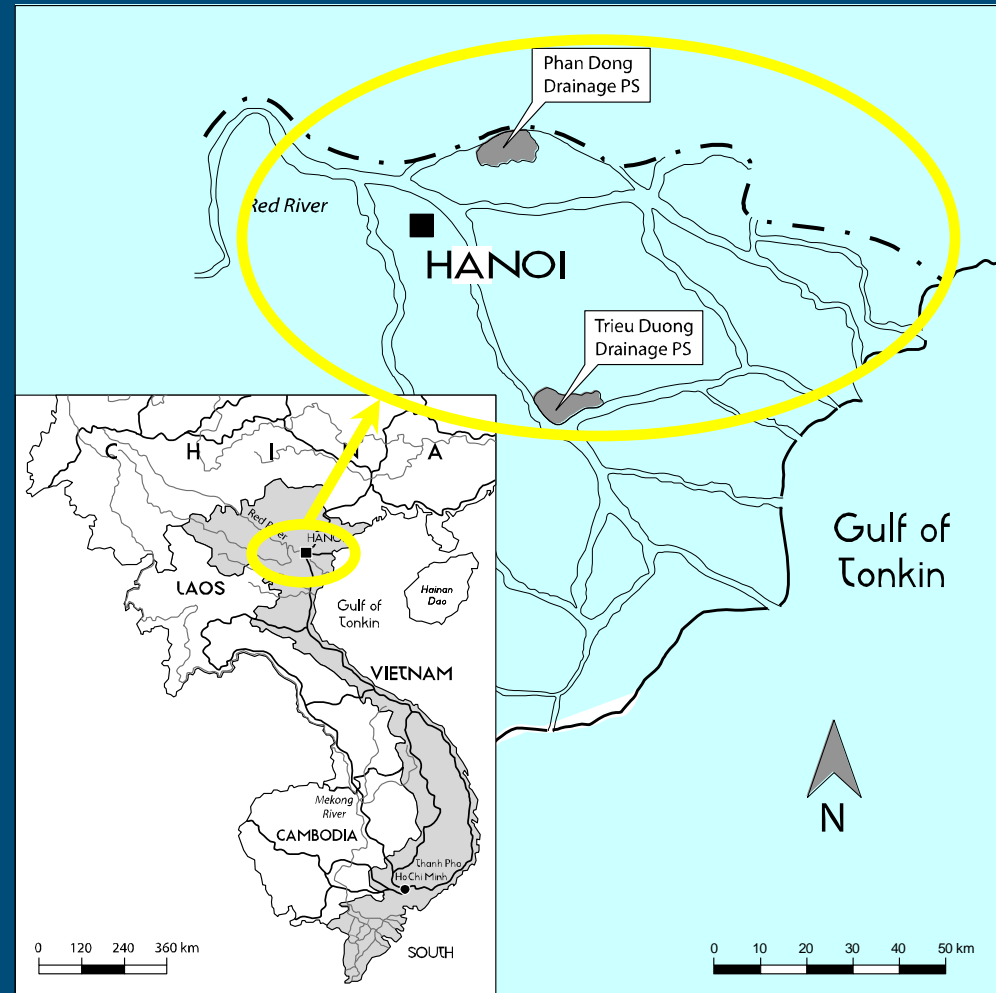 Phan Dong
Drainage PS
Red River
HANOI
Trieu Duong
Drainage PS
Gulf of
Tonkin
N
0 10 20 30 40 50 km
C H I N A
Red River
HANO
LAOS
Hainan
Dao
Gulf of
Tonkin
VIETNAM
Mekong
River
CAMBODIA
Thanh Pho
Ho Chi Minh
SOUTH
0 120 240 360 km